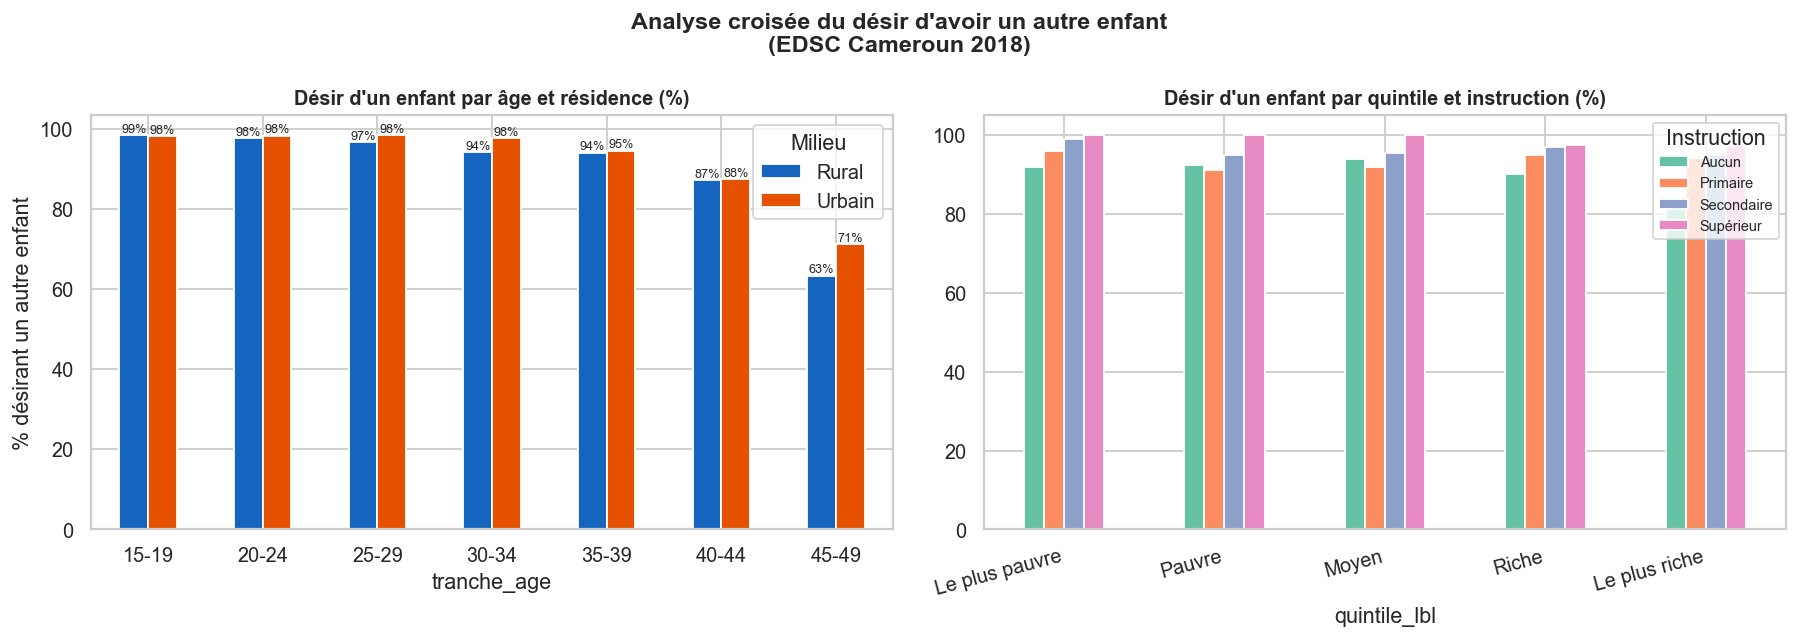 Analyse croisée du désir d'avoir un autre enfant
(EDSC Cameroun 2018)
Désir d'un enfant par âge et résidence (%)
% désirant un autre enfant
100
80
60
40
20
0
99% 98%
98% 98%
97% 98%
94% 98%
94% 95%
87% 88%
63% 71%
Milieu
Rural
Urbain
15-19 20-24 25-29 30-34 35-39 40-44 45-49
tranche_age
Désir d'un enfant par quintile et instruction (%)
100
80
60
40
20
0
Instruction
Aucun
Primaire
Secondaire
Supérieur
Le plus pauvre Pauvre Moyen Riche Le plus riche
quintile_lbl